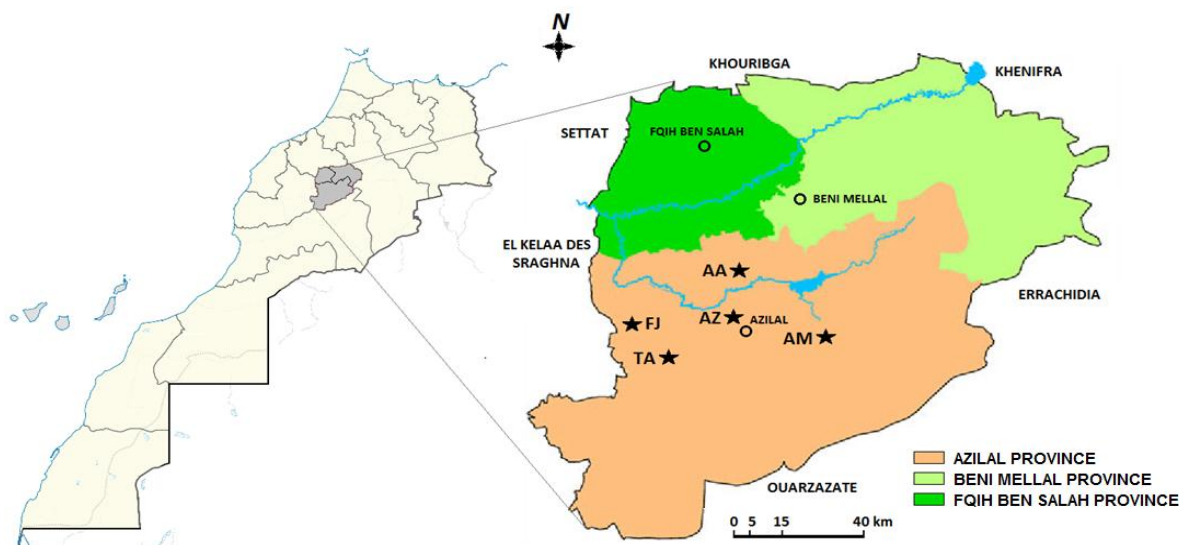 N
KHOURIBGA
KHENIFRA
SETTAT
FQIH BEN SALAH
BENI MELLAL
EL KELAA DES
SRAGHNA
AA
ERRACHIDIA
FJ
AZ
AZILAL
AM
TA
AZILAL PROVINCE
BENI MELLAL PROVINCE
OUARZAZATE
FQIH BEN SALAH PROVINCE
0 5 15 40 km